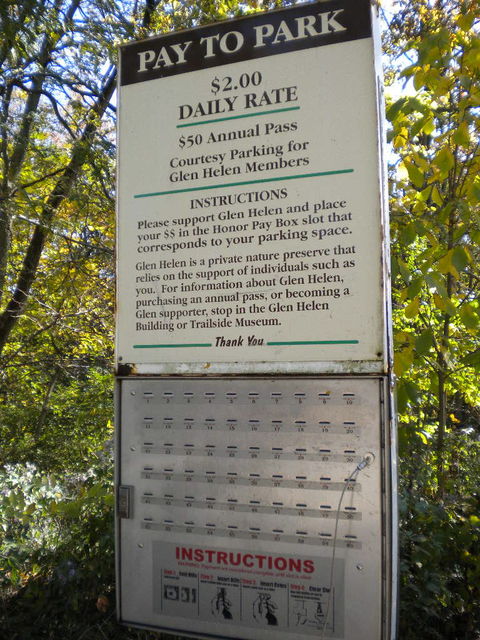 PAY TO PARK
$2.00
DAILY RATE
$50 Annual Pass
Courtesy Parking for
Glen Helen Members
INSTRUCTIONS
Please support Glen Helen and place
your $$ in the Honor Pay Box slot that
corresponds to your parking space.
Glen Helen is a private nature preserve that
relies on the support of individuals such as
you. For information about Glen Helen,
purchasing an annual pass, or becoming a
Glen supporter, stop in the Glen Helen
Building or Trailside Museum.
Thank You
INSTRUCTIONS